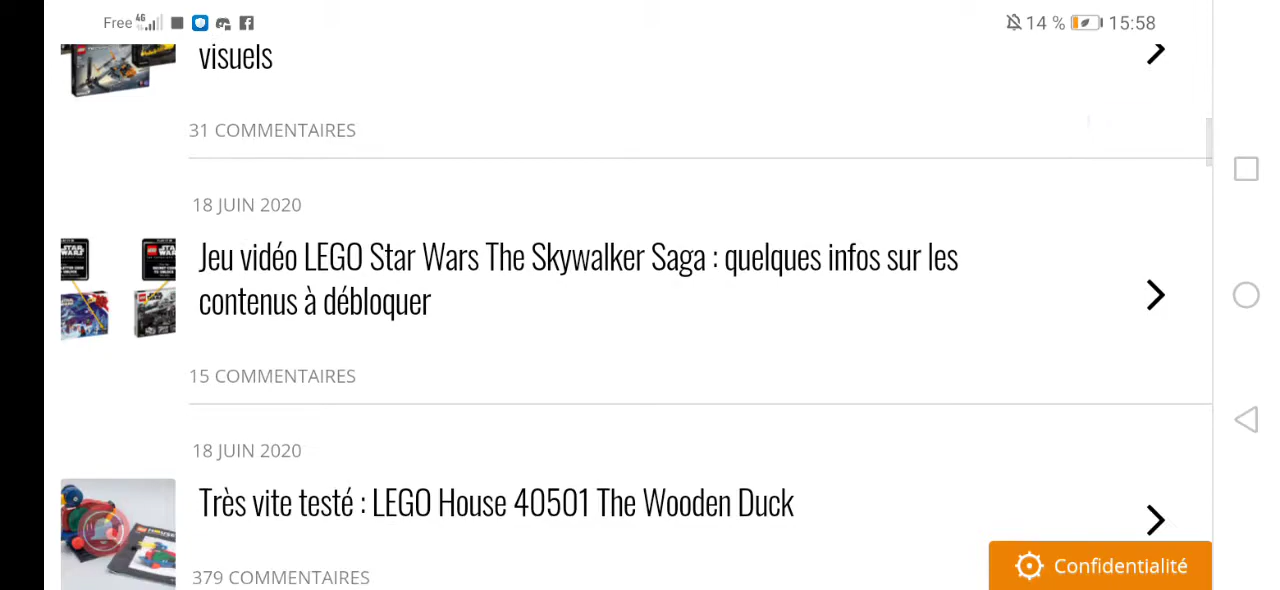 Free 4G 14 % 15:58
visuels
31 COMMENTAIRES
18 JUIN 2020
Jeu vidéo LEGO Star Wars The Skywalker Saga : quelques infos sur les
contenus à débloquer
15 COMMENTAIRES
18 JUIN 2020
Très vite testé : LEGO House 40501 The Wooden Duck
379 COMMENTAIRES
Confidentialité